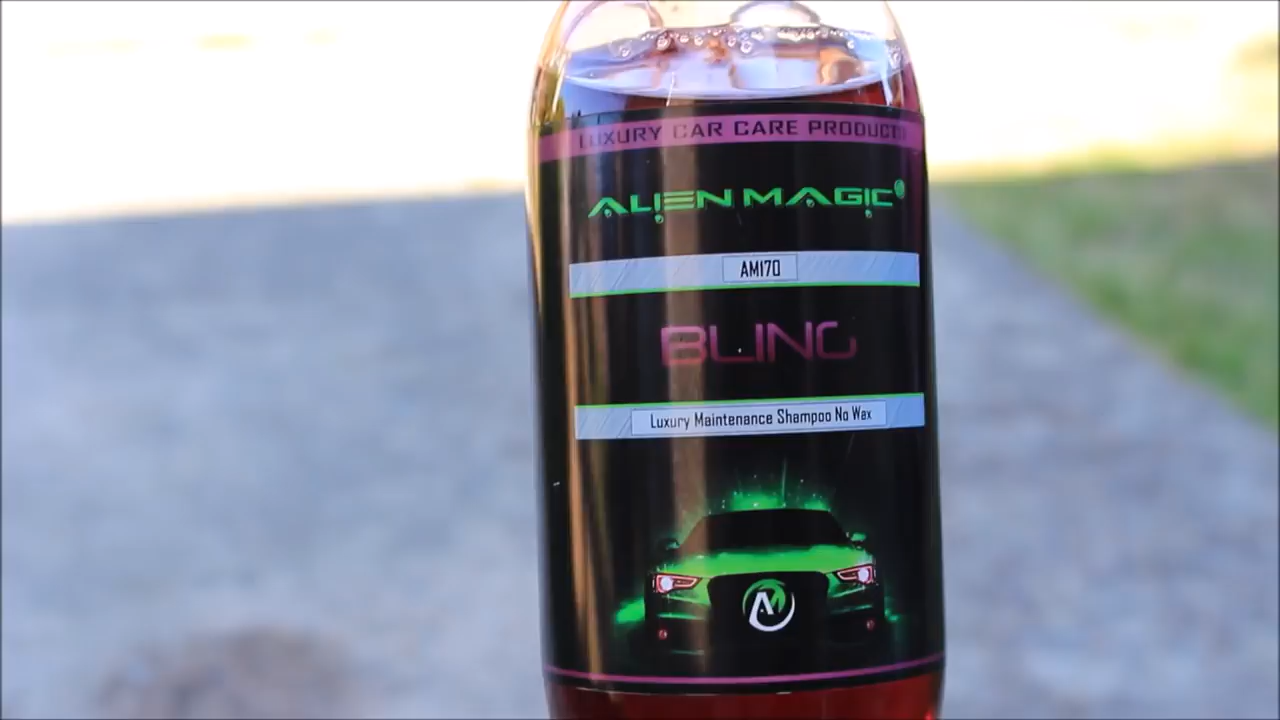 LUXURY CAR CARE PRODUCTS
ALIEN MAGIC
AM170
BLING
Luxury Maintenance Shampoo No Wax